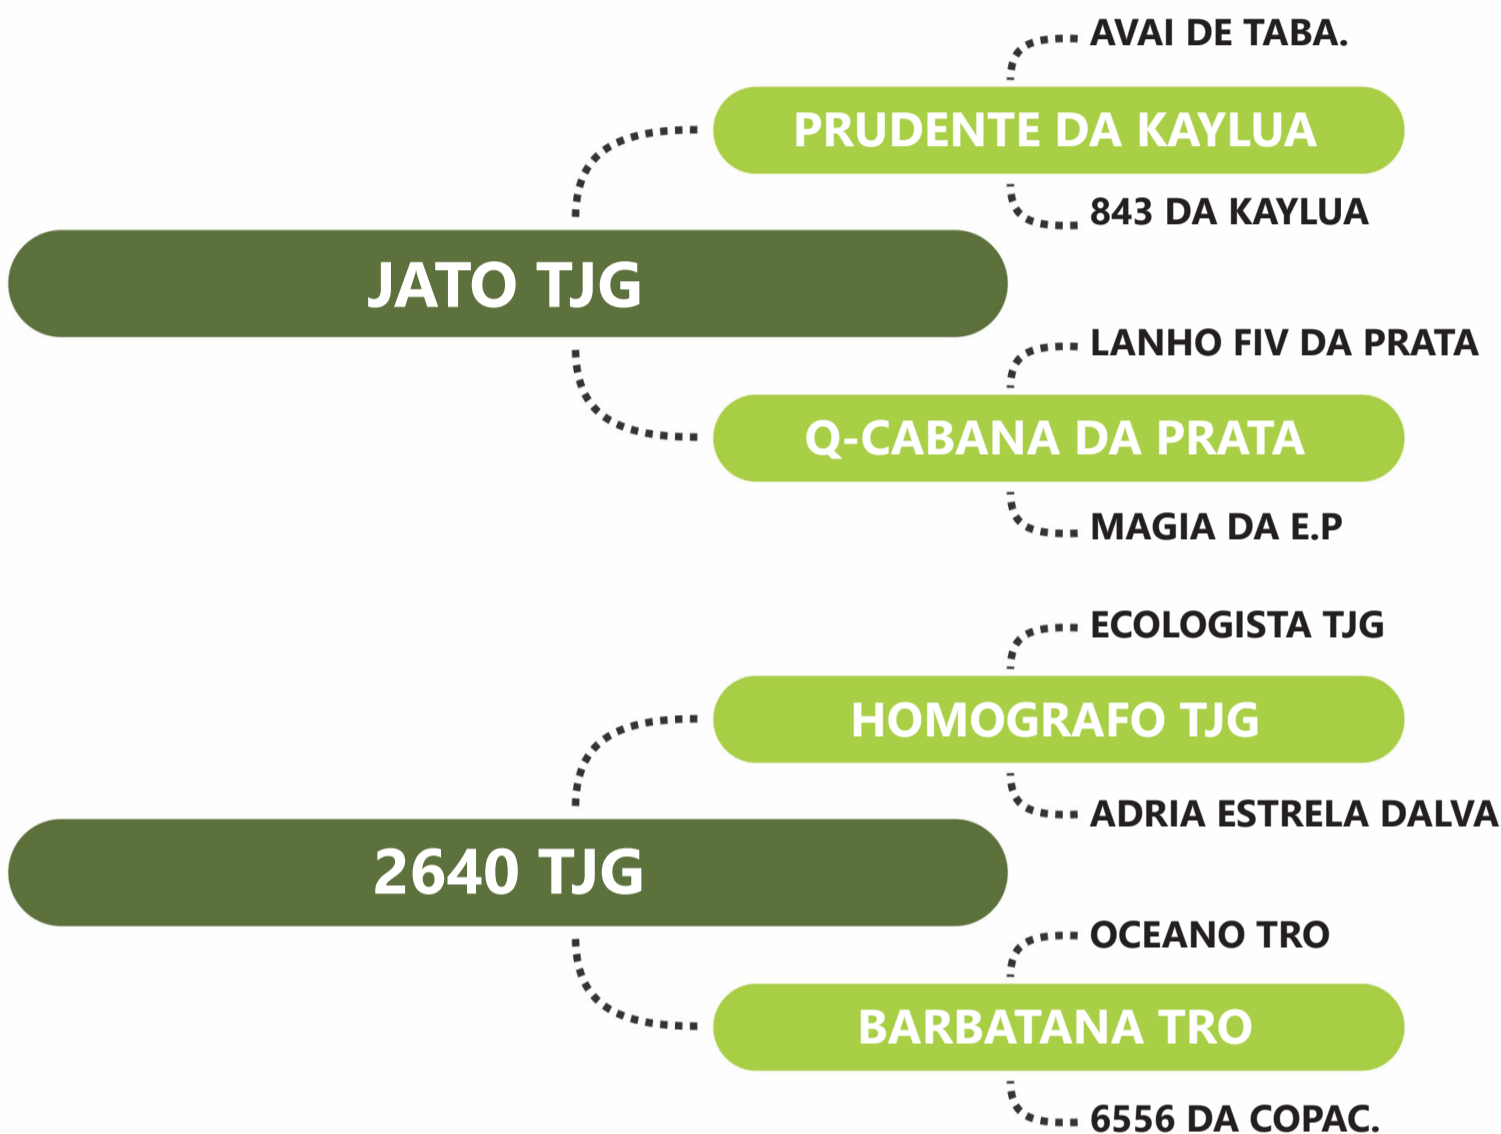 AVAI DE TABA.
PRUDENTE DA KAYLUA
843 DA KAYLUA
JATO TJG
LANHO FIV DA PRATA
Q-CABANA DA PRATA
MAGIA DA E.P
ECOLOGISTA TJG
HOMOGRAFO TJG
ADRIA ESTRELA DALVA
2640 TJG
OCEANO TRO
BARBATANA TRO
6556 DA COPAC.